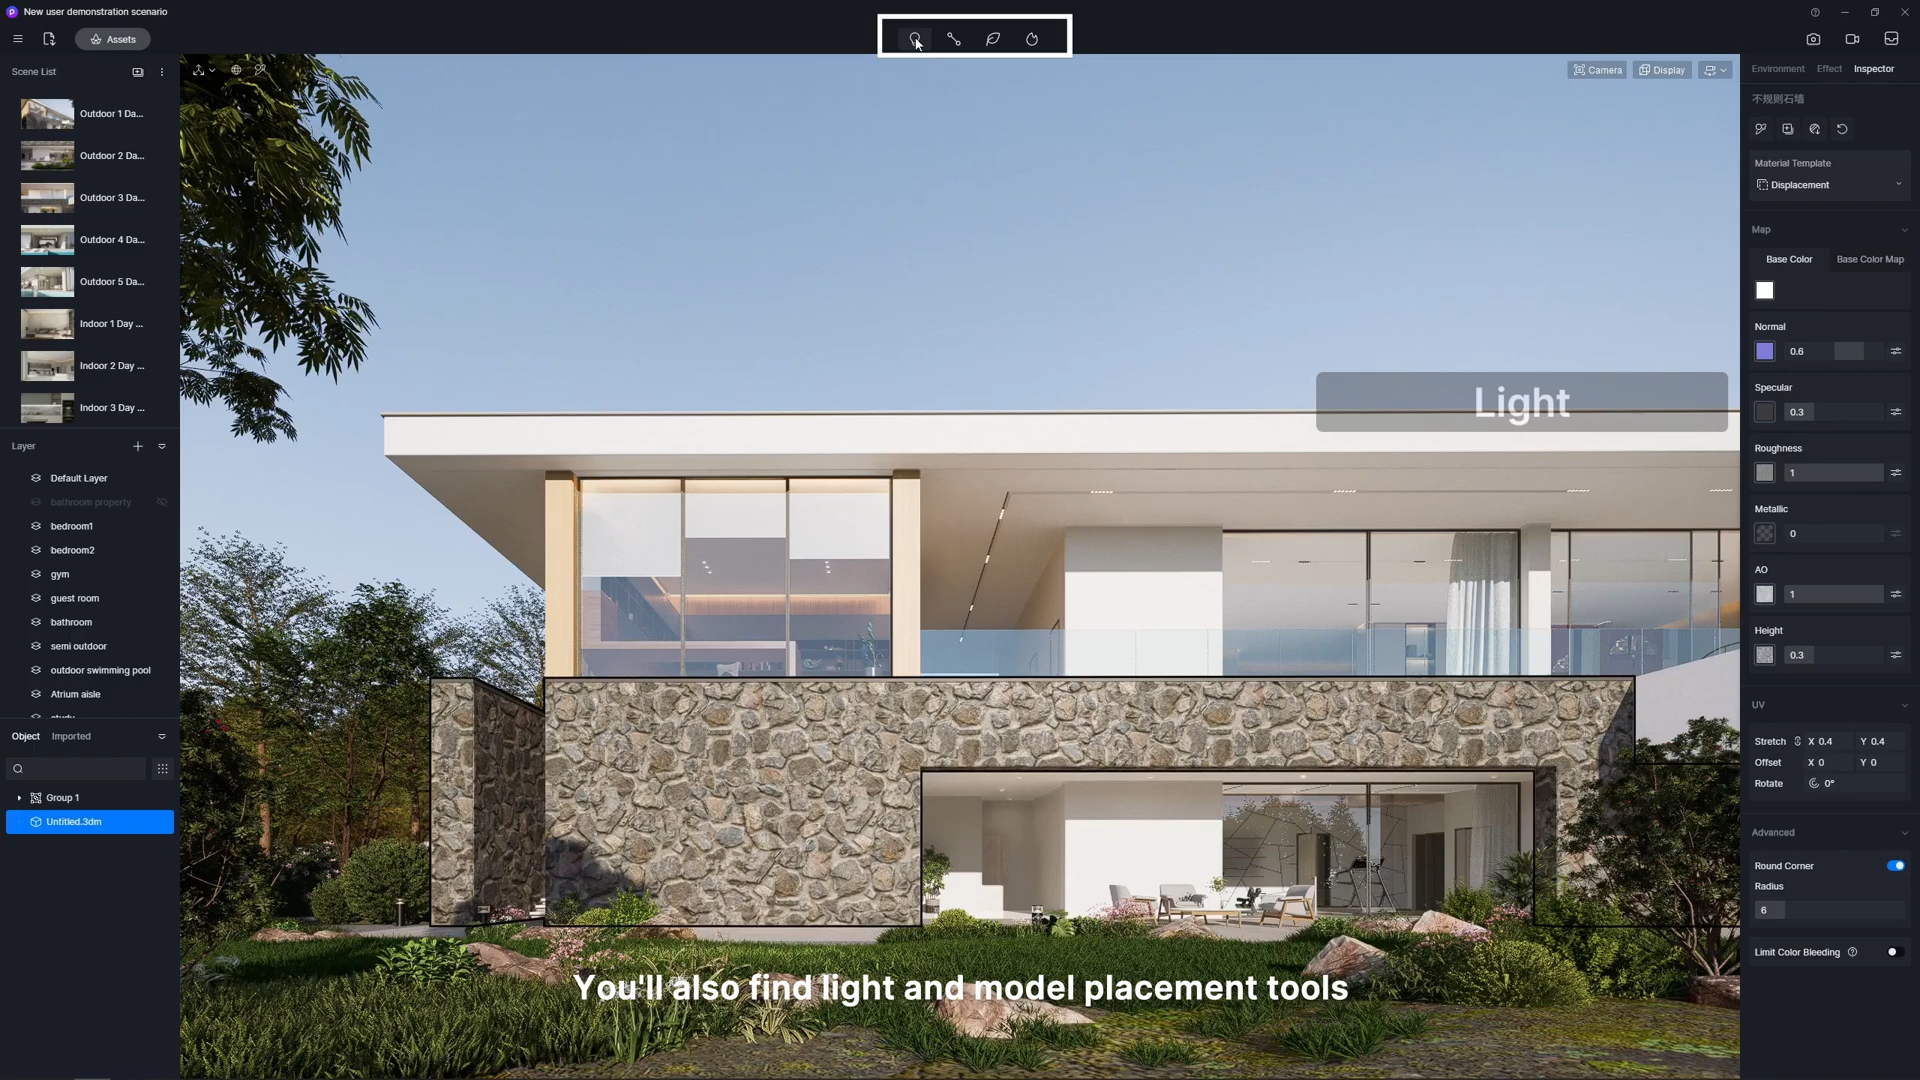 New user demonstration scenario
Assets
Scene List
Outdoor 1 Da...
Outdoor 2 Da...
Outdoor 3 Da...
Outdoor 4 Da...
Outdoor 5 Da...
Indoor 1 Day ...
Indoor 2 Day ...
Indoor 3 Day ...
Layer
Default Layer
bathroom property
bedroom1
bedroom2
gym
guest room
bathroom
semi outdoor
outdoor swimming pool
Atrium aisle
study
Object Imported
Group 1
Untitled.3dm
Camera Display
Light
You'll also find light and model placement tools
Environment Effect Inspector
不规则石墙
Material Template
Displacement
Map
Base Color Base Color Map
Normal
0.6
Specular
0.3
Roughness
1
Metallic
0
AO
1
Height
0.3
UV
Stretch X 0.4 Y 0.4
Offset X 0 Y 0
Rotate 0°
Advanced
Round Corner
Radius
6
Limit Color Bleeding